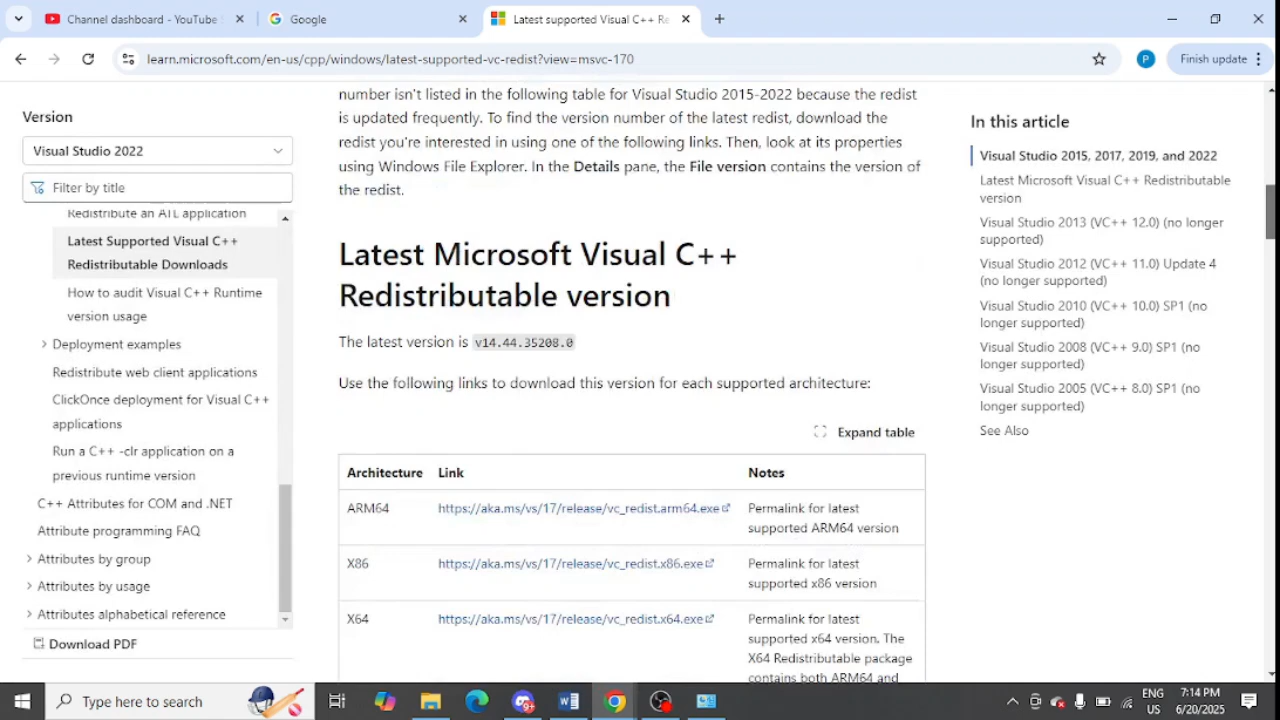 Channel dashboard - YouTube
Google
Latest supported Visual C++ Re
learn.microsoft.com/en-us/cpp/windows/latest-supported-vc-redist?view=msvc-170
P
Finish update
Version
Visual Studio 2022
Filter by title
Redistribute an ATL application
Latest Supported Visual C++
Redistributable Downloads
How to audit Visual C++ Runtime
version usage
Deployment examples
Redistribute web client applications
ClickOnce deployment for Visual C++
applications
Run a C++ -clr application on a
previous runtime version
C++ Attributes for COM and .NET
Attribute programming FAQ
Attributes by group
Attributes by usage
Attributes alphabetical reference
Download PDF
number isn't listed in the following table for Visual Studio 2015-2022 because the redist
is updated frequently. To find the version number of the latest redist, download the
redist you're interested in using one of the following links. Then, look at its properties
using Windows File Explorer. In the Details pane, the File version contains the version of
the redist.
Latest Microsoft Visual C++
Redistributable version
The latest version is v14.44.35208.0
Use the following links to download this version for each supported architecture:
Expand table
Architecture Link Notes
ARM64 https://aka.ms/vs/17/release/vc_redist.arm64.exe Permalink for latest
supported ARM64 version
X86 https://aka.ms/vs/17/release/vc_redist.x86.exe Permalink for latest
supported x86 version
X64 https://aka.ms/vs/17/release/vc_redist.x64.exe Permalink for latest
supported x64 version. The
X64 Redistributable package
contains both ARM64 and
In this article
Visual Studio 2015, 2017, 2019, and 2022
Latest Microsoft Visual C++ Redistributable
version
Visual Studio 2013 (VC++ 12.0) (no longer
supported)
Visual Studio 2012 (VC++ 11.0) Update 4
(no longer supported)
Visual Studio 2010 (VC++ 10.0) SP1 (no
longer supported)
Visual Studio 2008 (VC++ 9.0) SP1 (no
longer supported)
Visual Studio 2005 (VC++ 8.0) SP1 (no
longer supported)
See Also
Type here to search
ENG
US
7:14 PM
6/20/2025